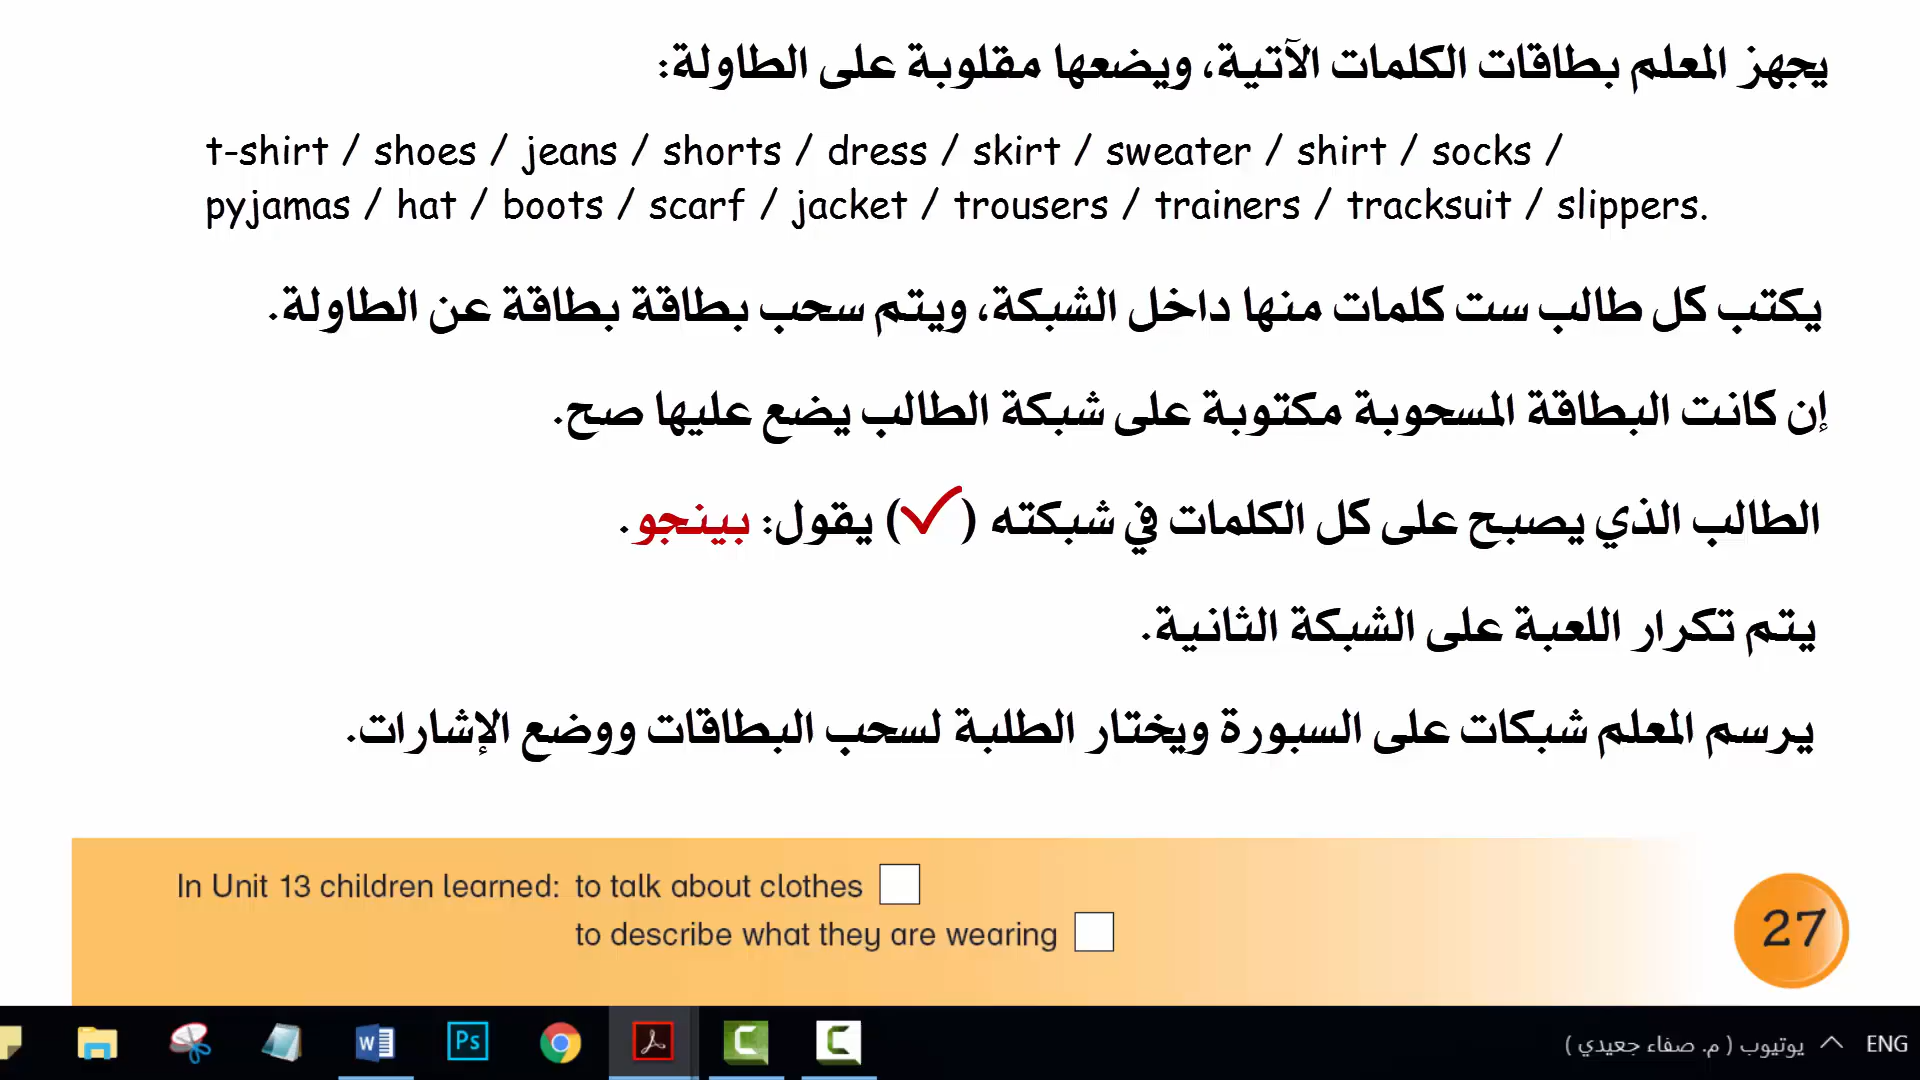 يجهز المعلم بطاقات الكلمات الآتية، ويضعها مقلوبة على الطاولة:
t-shirt / shoes / jeans / shorts / dress / skirt / sweater / shirt / socks /
pyjamas / hat / boots / scarf / jacket / trousers / trainers / tracksuit / slippers.
يكتب كل طالب ست كلمات منها داخل الشبكة، ويتم سحب بطاقة بطاقة عن الطاولة.
إن كانت البطاقة المسحوبة مكتوبة على شبكة الطالب يضع عليها صح.
الطالب الذي يصبح على كل الكلمات في شبكته (✓) يقول: بينجو.
يتم تكرار اللعبة على الشبكة الثانية.
يرسم المعلم شبكات على السبورة ويختار الطلبة لسحب البطاقات ووضع الإشارات.
In Unit 13 children learned: to talk about clothes
to describe what they are wearing
27
Ps
يوتيوب ( م. صفاء جعيدي )
ENG